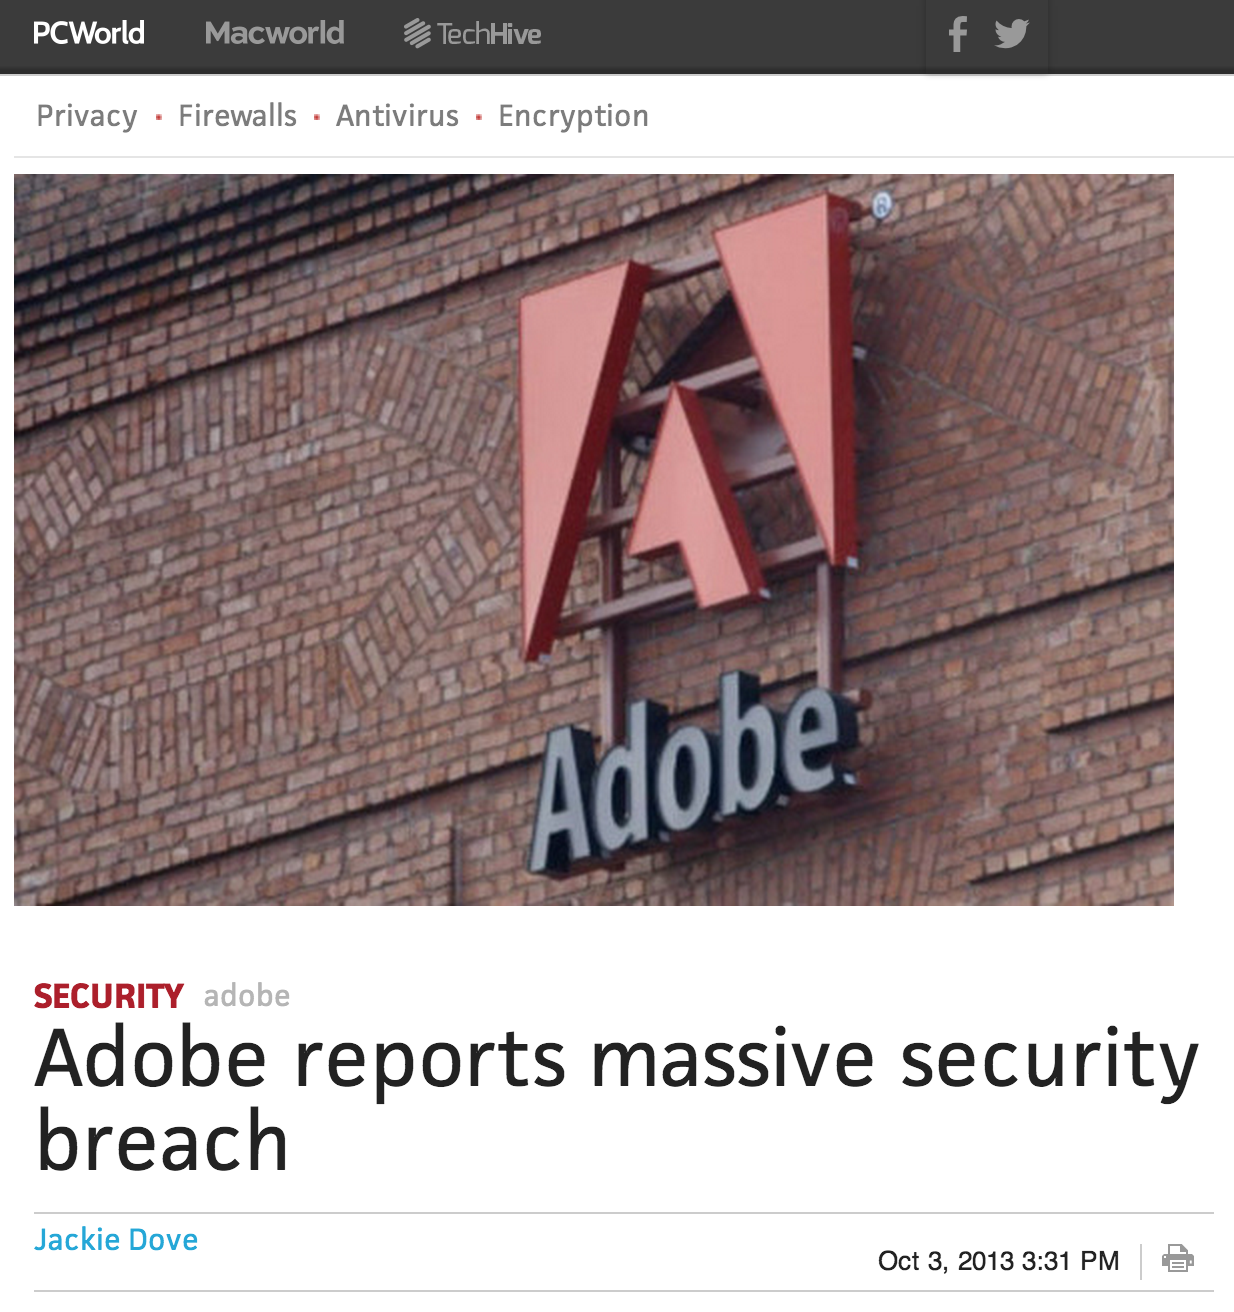 PCWorld Macworld TechHive
Privacy · Firewalls · Antivirus · Encryption
®
Adobe
SECURITY adobe
Adobe reports massive security
breach
Jackie Dove
Oct 3, 2013 3:31 PM